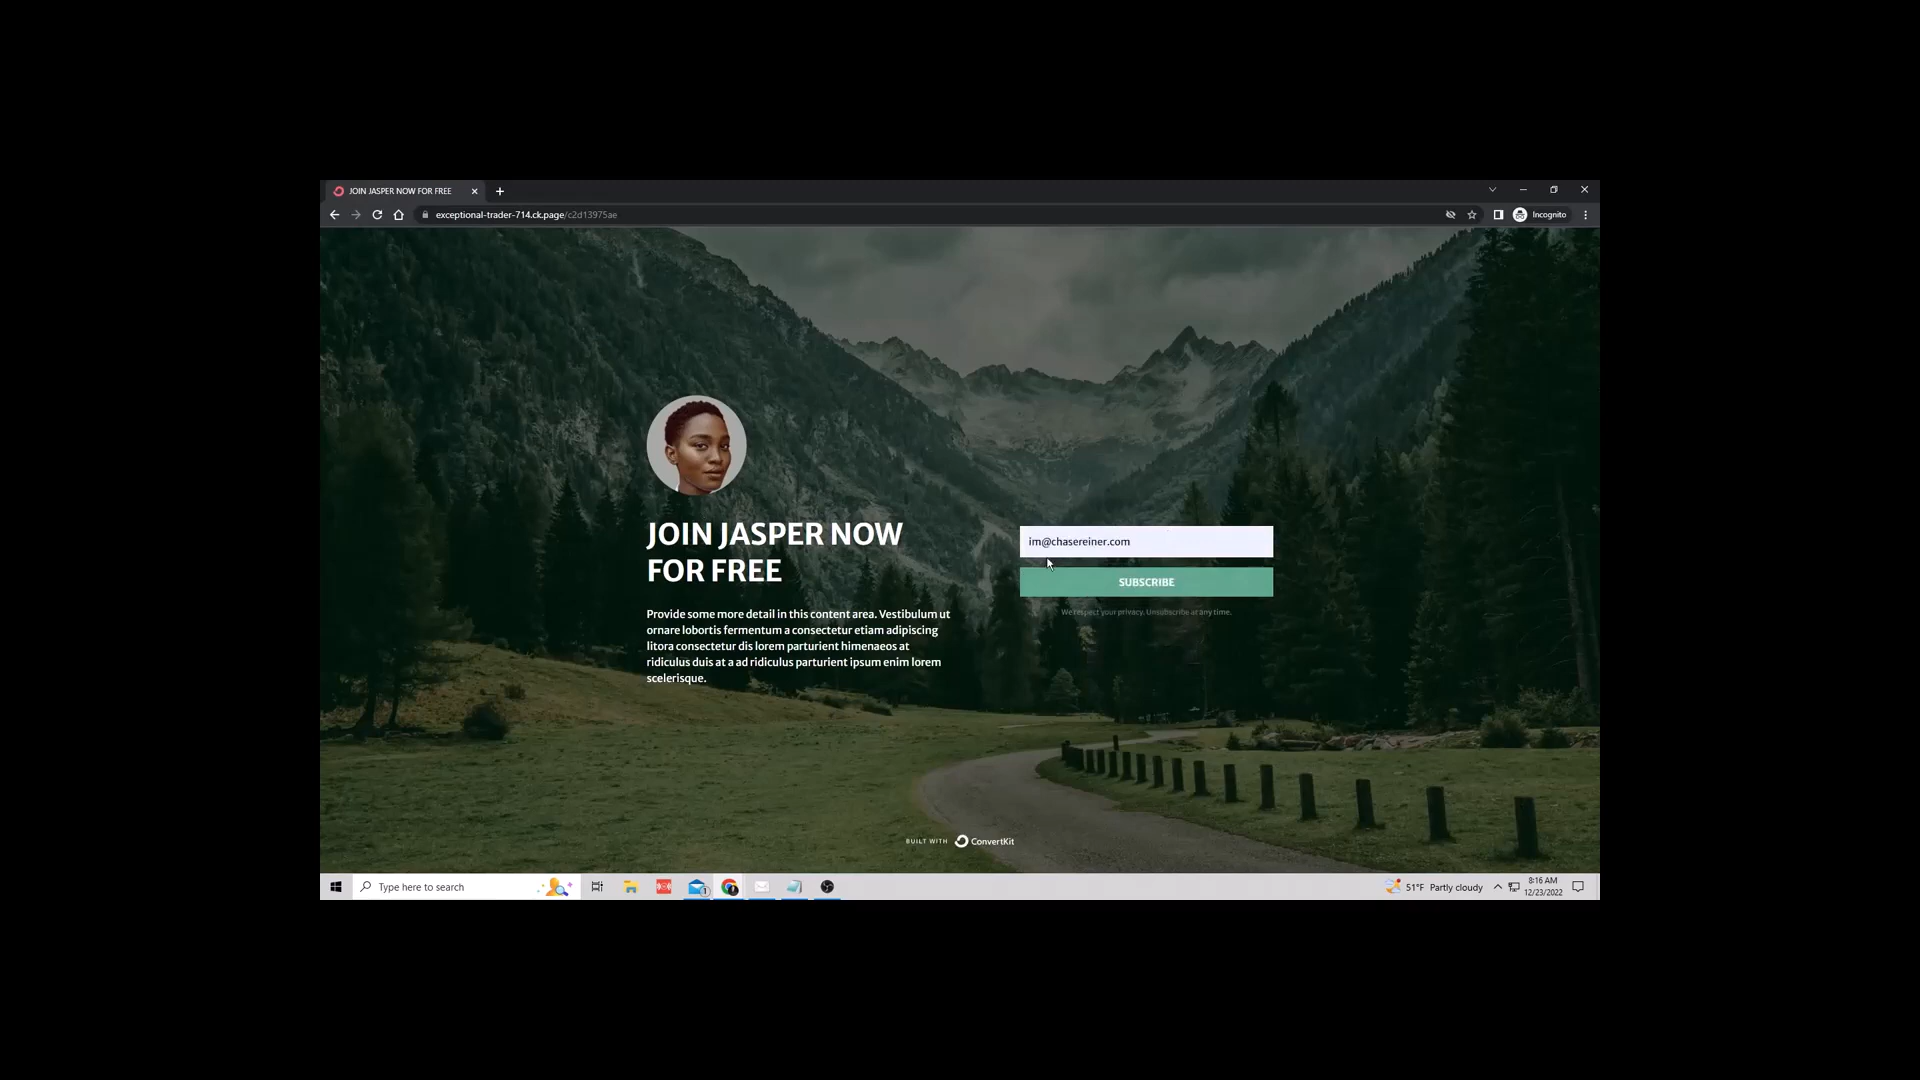 JOIN JASPER NOW FOR FREE
exceptional-trader-714.ck.page/c2d13975ae
Incognito
JOIN JASPER NOW
FOR FREE
Provide some more detail in this content area. Vestibulum ut
ornare lobortis fermentum a consectetur etiam adipiscing
litora consectetur dis lorem parturient himenaeos at
ridiculus duis at a ad ridiculus parturient ipsum enim lorem
scelerisque.
im@chasereiner.com
SUBSCRIBE
We respect your privacy. Unsubscribe at any time.
BUILT WITH ConvertKit
Type here to search
1
51°F Partly cloudy
8:16 AM
12/23/2022